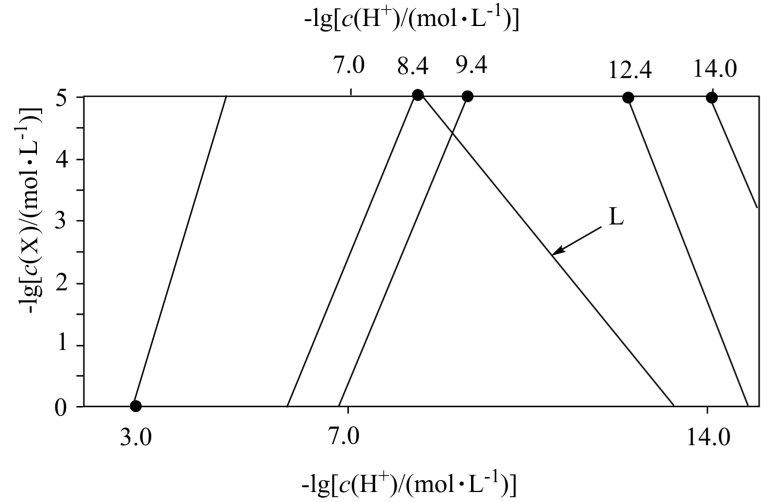 -lg[c(H⁺)/(mol·L⁻¹)]
7.0 8.4 9.4 12.4 14.0
-lg[c(X)/(mol·L⁻¹)]
5
4
3
2
1
0
L
3.0 7.0 14.0
-lg[c(H⁺)/(mol·L⁻¹)]